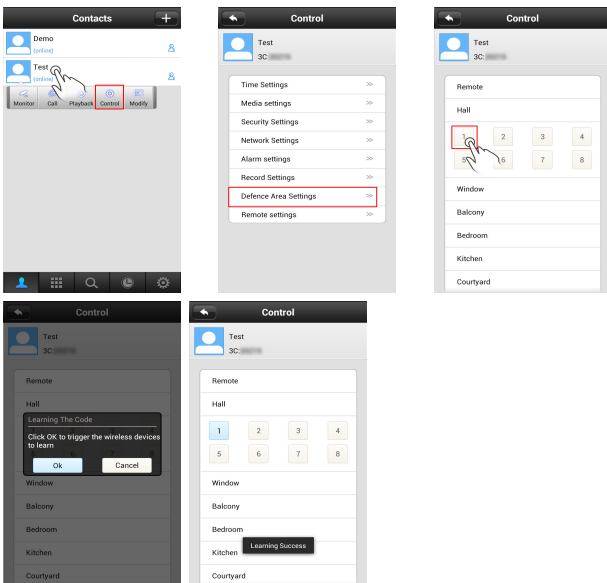 Contacts
+
Demo
(online)
Test
(online)
Monitor Call Playback Control Modify
Control
Test
3C:
Time Settings
Media settings
Security Settings
Network Settings
Alarm settings
Record Settings
Defence Area Settings
Remote settings
Control
Test
3C:
Remote
Hall
1 2 3 4
5 6 7 8
Window
Balcony
Bedroom
Kitchen
Courtyard
Control
Test
3C:
Remote
Hall
Learning The Code
Click OK to trigger the wireless devices
to learn
Ok Cancel
Window
Balcony
Bedroom
Kitchen
Courtyard
Control
Test
3C:
Remote
Hall
1 2 3 4
5 6 7 8
Window
Balcony
Bedroom
Learning Success
Kitchen
Courtyard